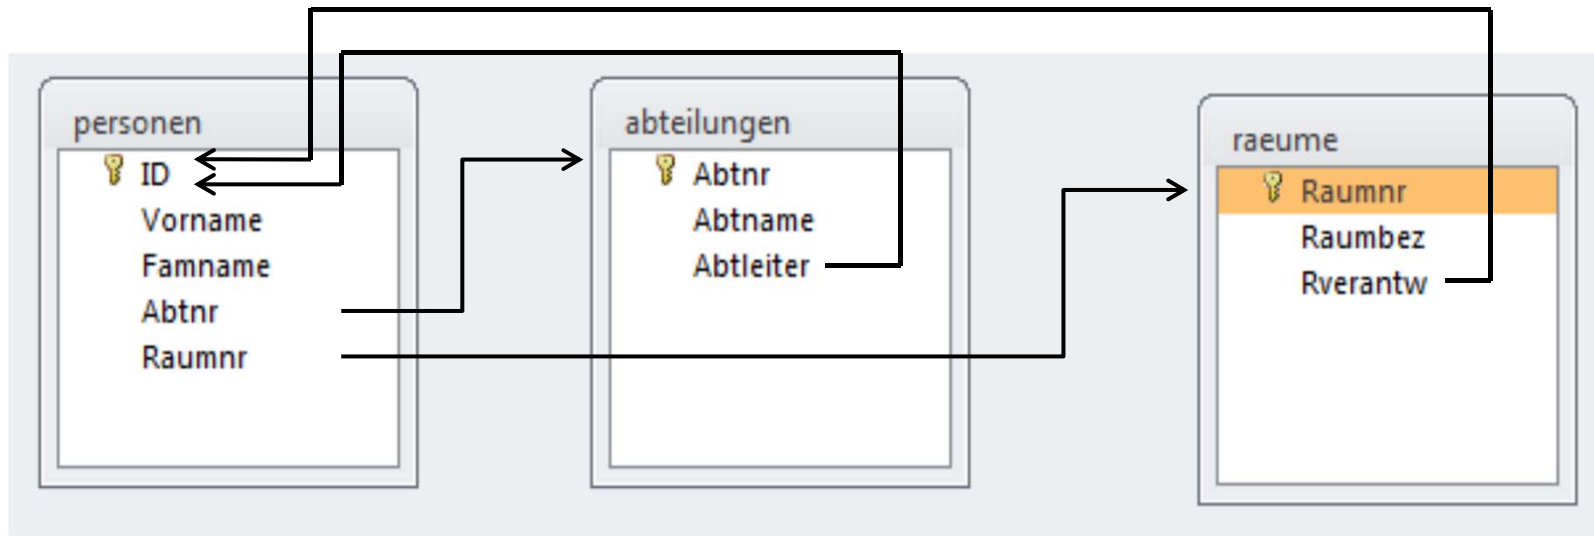 personen
ID
Vorname
Famname
Abtnr
Raumnr
abteilungen
Abtnr
Abtname
Abtleiter
raeume
Raumnr
Raumbez
Rverantw